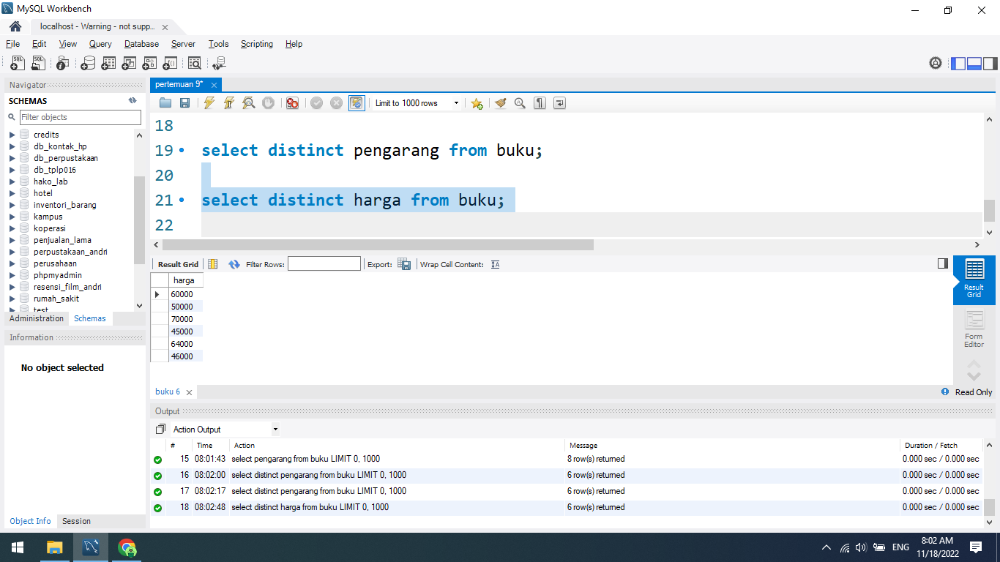 MySQL Workbench
localhost - Warning - not supp...
File Edit View Query Database Server Tools Scripting Help
Navigator
SCHEMAS
Filter objects
credits
db_kontak_hp
db_perpustakaan
db_tplp016
hako_lab
hotel
inventori_barang
kampus
koperasi
penjualan_lama
perpustakaan_andri
perusahaan
phpmyadmin
resensi_film_andri
rumah_sakit
test
Administration Schemas
Information
No object selected
Object Info Session
pertemuan 9*
Limit to 1000 rows
18
19 select distinct pengarang from buku;
20
21 select distinct harga from buku;
22
Result Grid Filter Rows: Export: Wrap Cell Content:
harga
60000
50000
70000
45000
64000
46000
Result
Grid
Form
Editor
buku 6
Read Only
Output
Action Output
# Time Action Message Duration / Fetch
15 08:01:43 select pengarang from buku LIMIT 0, 1000 8 row(s) returned 0.000 sec / 0.000 sec
16 08:02:00 select distinct pengarang from buku LIMIT 0, 1000 6 row(s) returned 0.000 sec / 0.000 sec
17 08:02:17 select distinct pengarang from buku LIMIT 0, 1000 6 row(s) returned 0.000 sec / 0.000 sec
18 08:02:48 select distinct harga from buku LIMIT 0, 1000 6 row(s) returned 0.000 sec / 0.000 sec
ENG
8:02 AM
11/18/2022